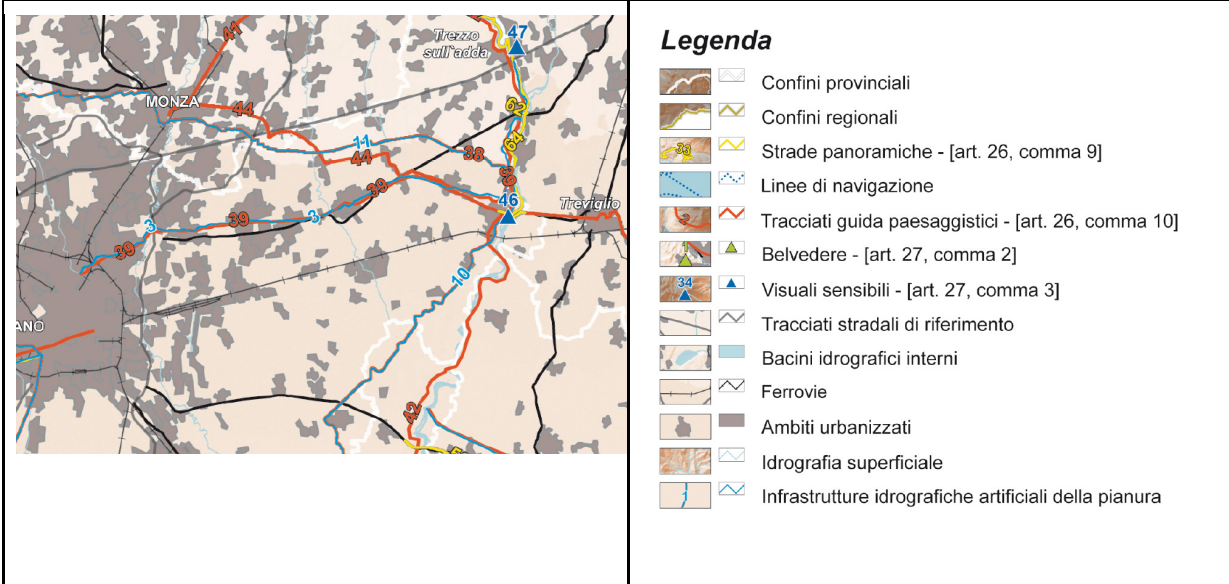 47
Trezzo
sull'adda
41
MONZA
44
62
11
64
44
38
39
39
46
Treviglio
3
39
3
39
10
ANO
42
5
Legenda
Confini provinciali
Confini regionali
33
Strade panoramiche - [art. 26, comma 9]
Linee di navigazione
Tracciati guida paesaggistici - [art. 26, comma 10]
Belvedere - [art. 27, comma 2]
34
Visuali sensibili - [art. 27, comma 3]
Tracciati stradali di riferimento
Bacini idrografici interni
Ferrovie
Ambiti urbanizzati
Idrografia superficiale
1
Infrastrutture idrografiche artificiali della pianura